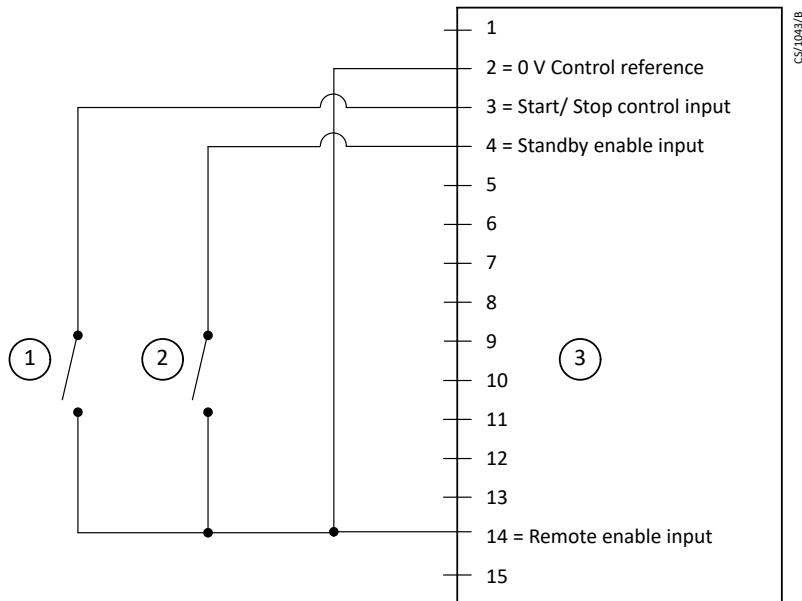 1
2 = 0 V Control reference
3 = Start/ Stop control input
4 = Standby enable input
5
6
7
8
9
10
11
12
13
14 = Remote enable input
15
1
2
3
CS/1043/B